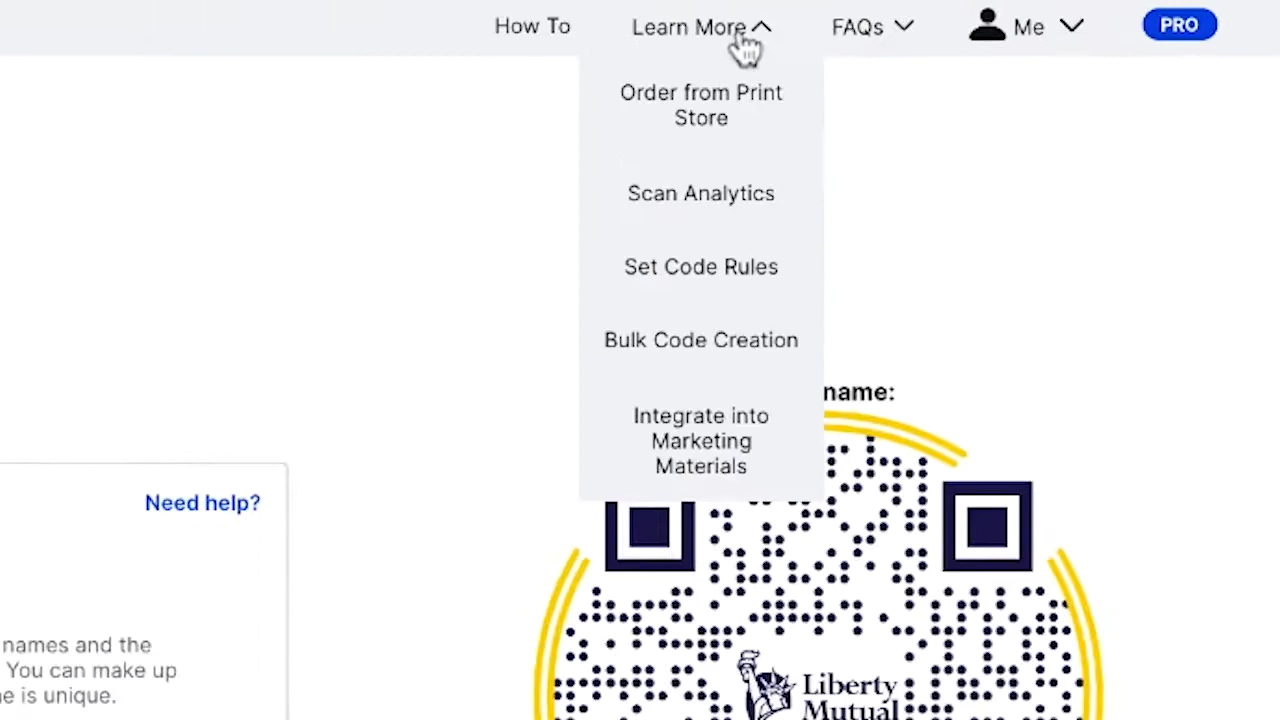 How To
Learn More
FAQs
Me
PRO
Order from Print
Store
Scan Analytics
Set Code Rules
Bulk Code Creation
Integrate into
Marketing
Materials
name:
Need help?
names and the
You can make up
is unique.
Liberty
Mutual